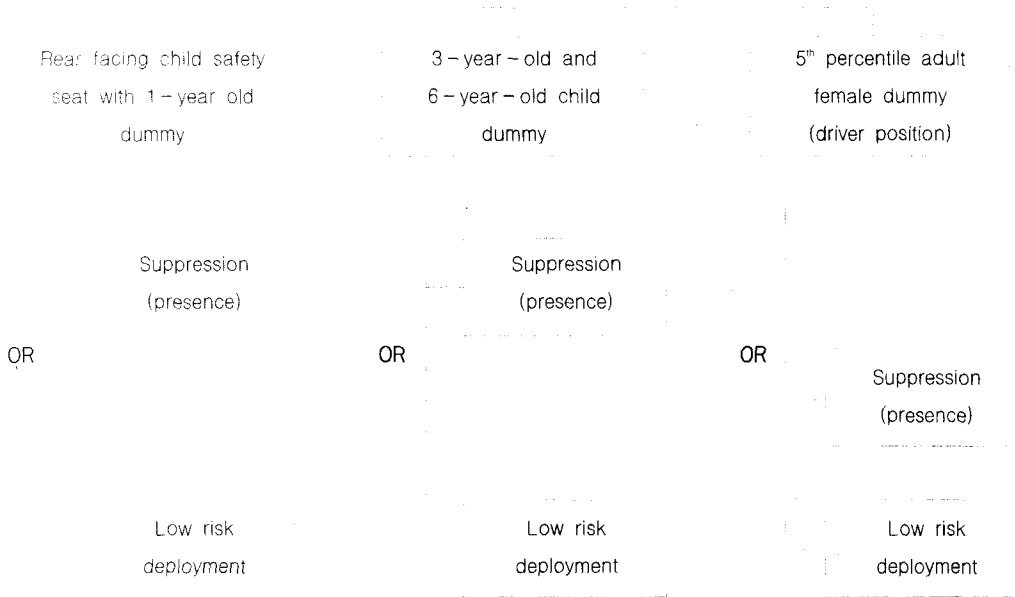 Rear facing child safety
seat with 1-year old
dummy
3-year-old and
6-year-old child
dummy
5th percentile adult
female dummy
(driver position)
Suppression
(presence)
Suppression
(presence)
OR
OR
OR
Suppression
(presence)
Low risk
deployment
Low risk
deployment
Low risk
deployment